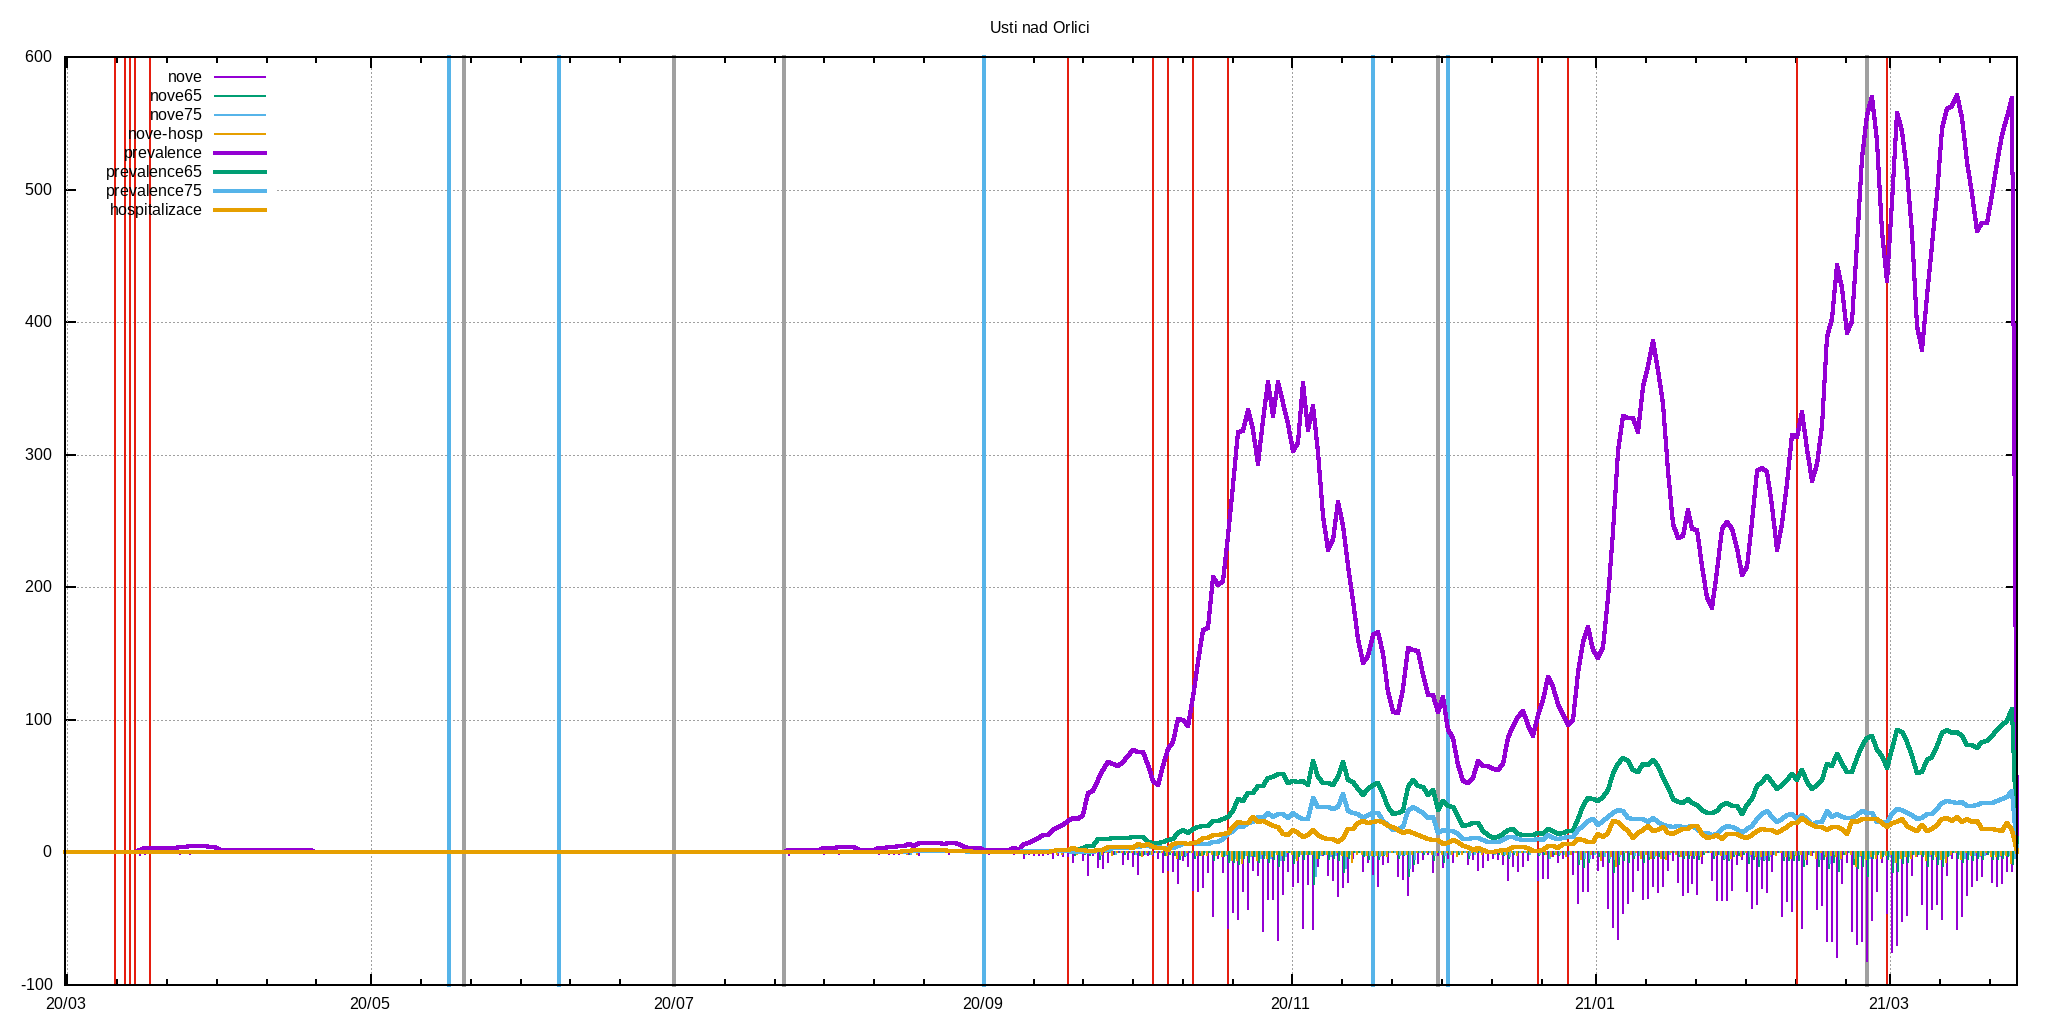 Usti nad Orlici
600
500
400
300
200
100
0
-100
nove
nove65
nove75
nove-hosp
prevalence
prevalence65
prevalence75
hospitalizace
20/03
20/05
20/07
20/09
20/11
21/01
21/03